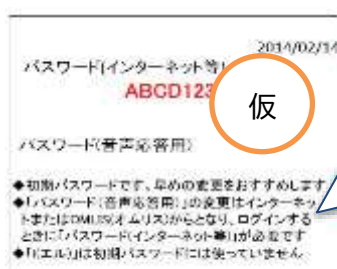 2014/02/14
パスワード(インターネット等)
ABCD123
仮
パスワード(音声応答用)
◆初期パスワードです、早めの変更をおすすめします
◆「パスワード(音声応答用)」の変更はインターネッ
トまたはOMLIS(オムリス)からとなり、ログインする
ときに「パスワード(インターネット等)」が必要です
◆「l(エル)」は初期パスワードには使っていません